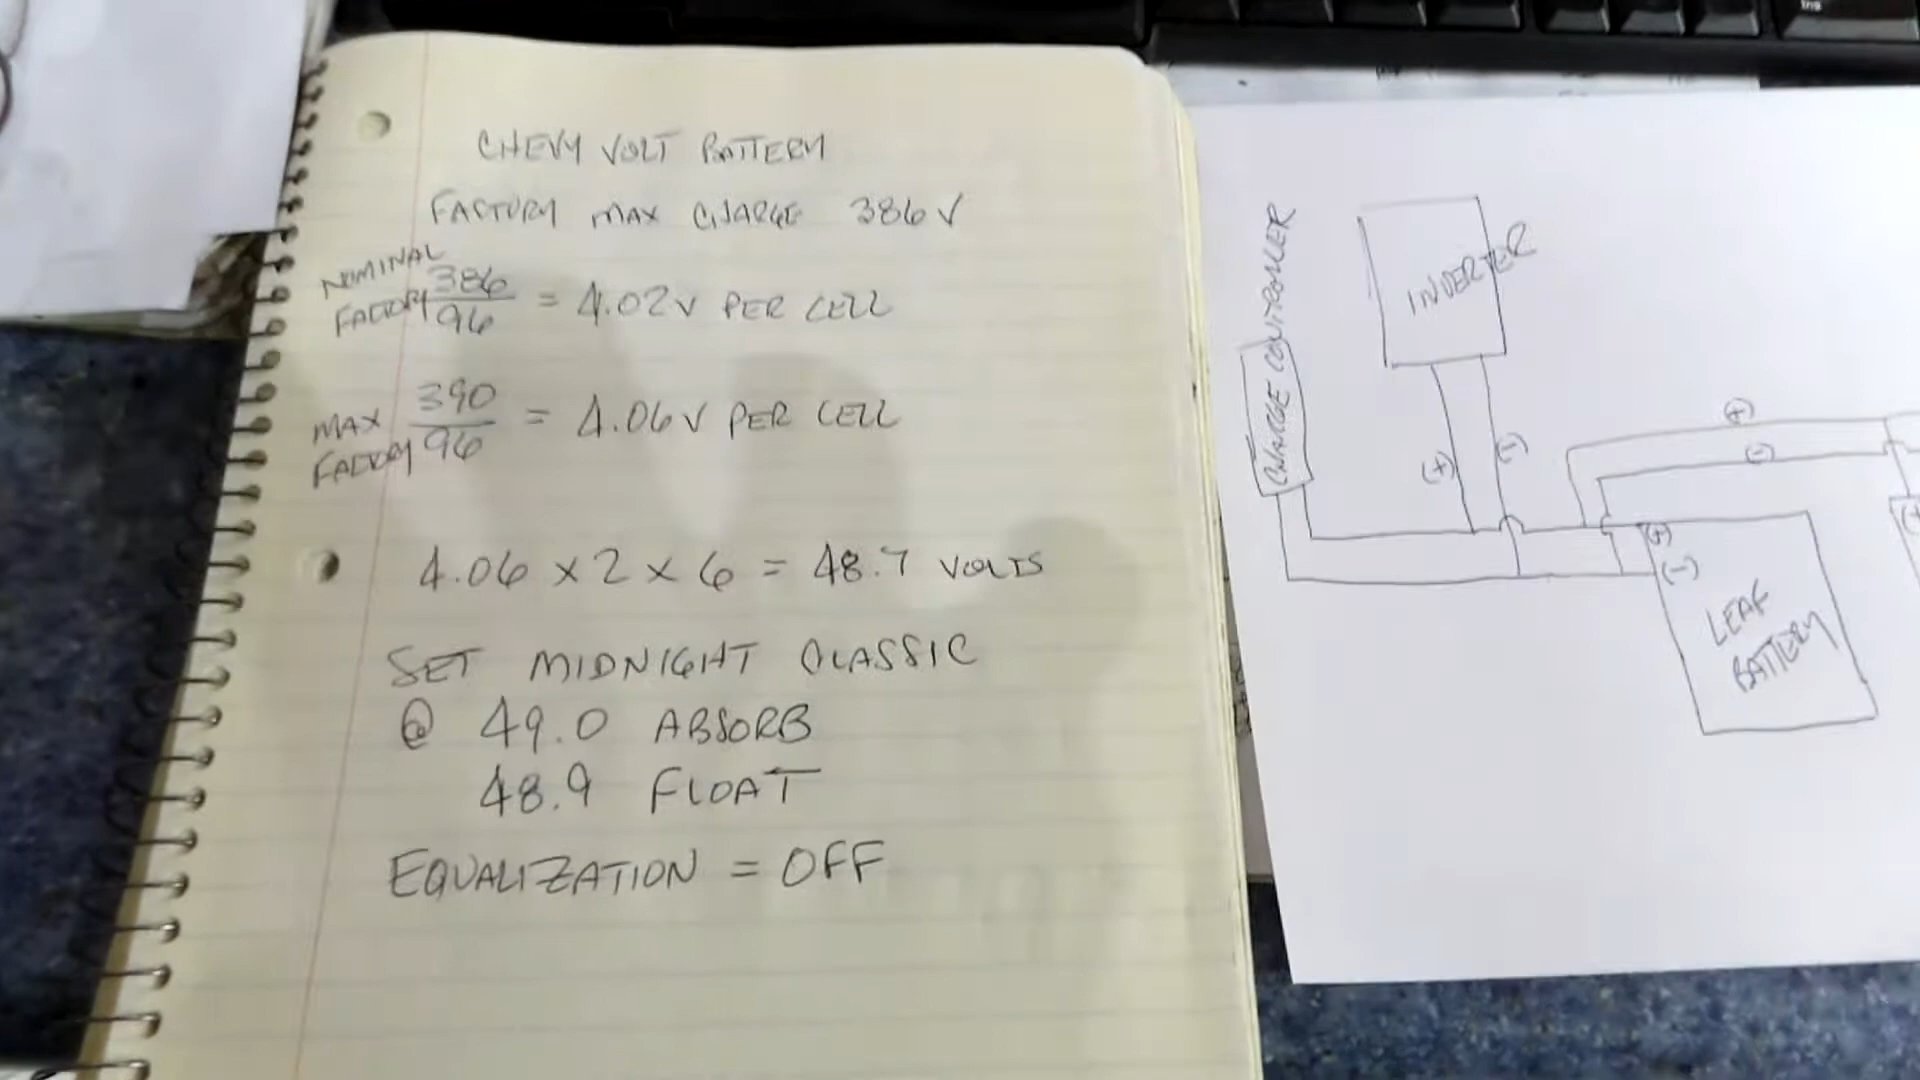 CHEVY VOLT BATTERY
FACTORY MAX CHARGE 386 V
NOMINAL
FACTORY 386/96 = 4.02V PER CELL
MAX
FACTORY 390/96 = 4.06V PER CELL
4.06 x 2 x 6 = 48.7 VOLTS
SET MIDNIGHT CLASSIC
@ 49.0 ABSORB
48.9 FLOAT
EQUALIZATION = OFF
CHARGE CONTROLLER
INVERTER
(+)
(-)
(+)
(-)
(+)
(-)
LEAF
BATTERY
(+
Ins